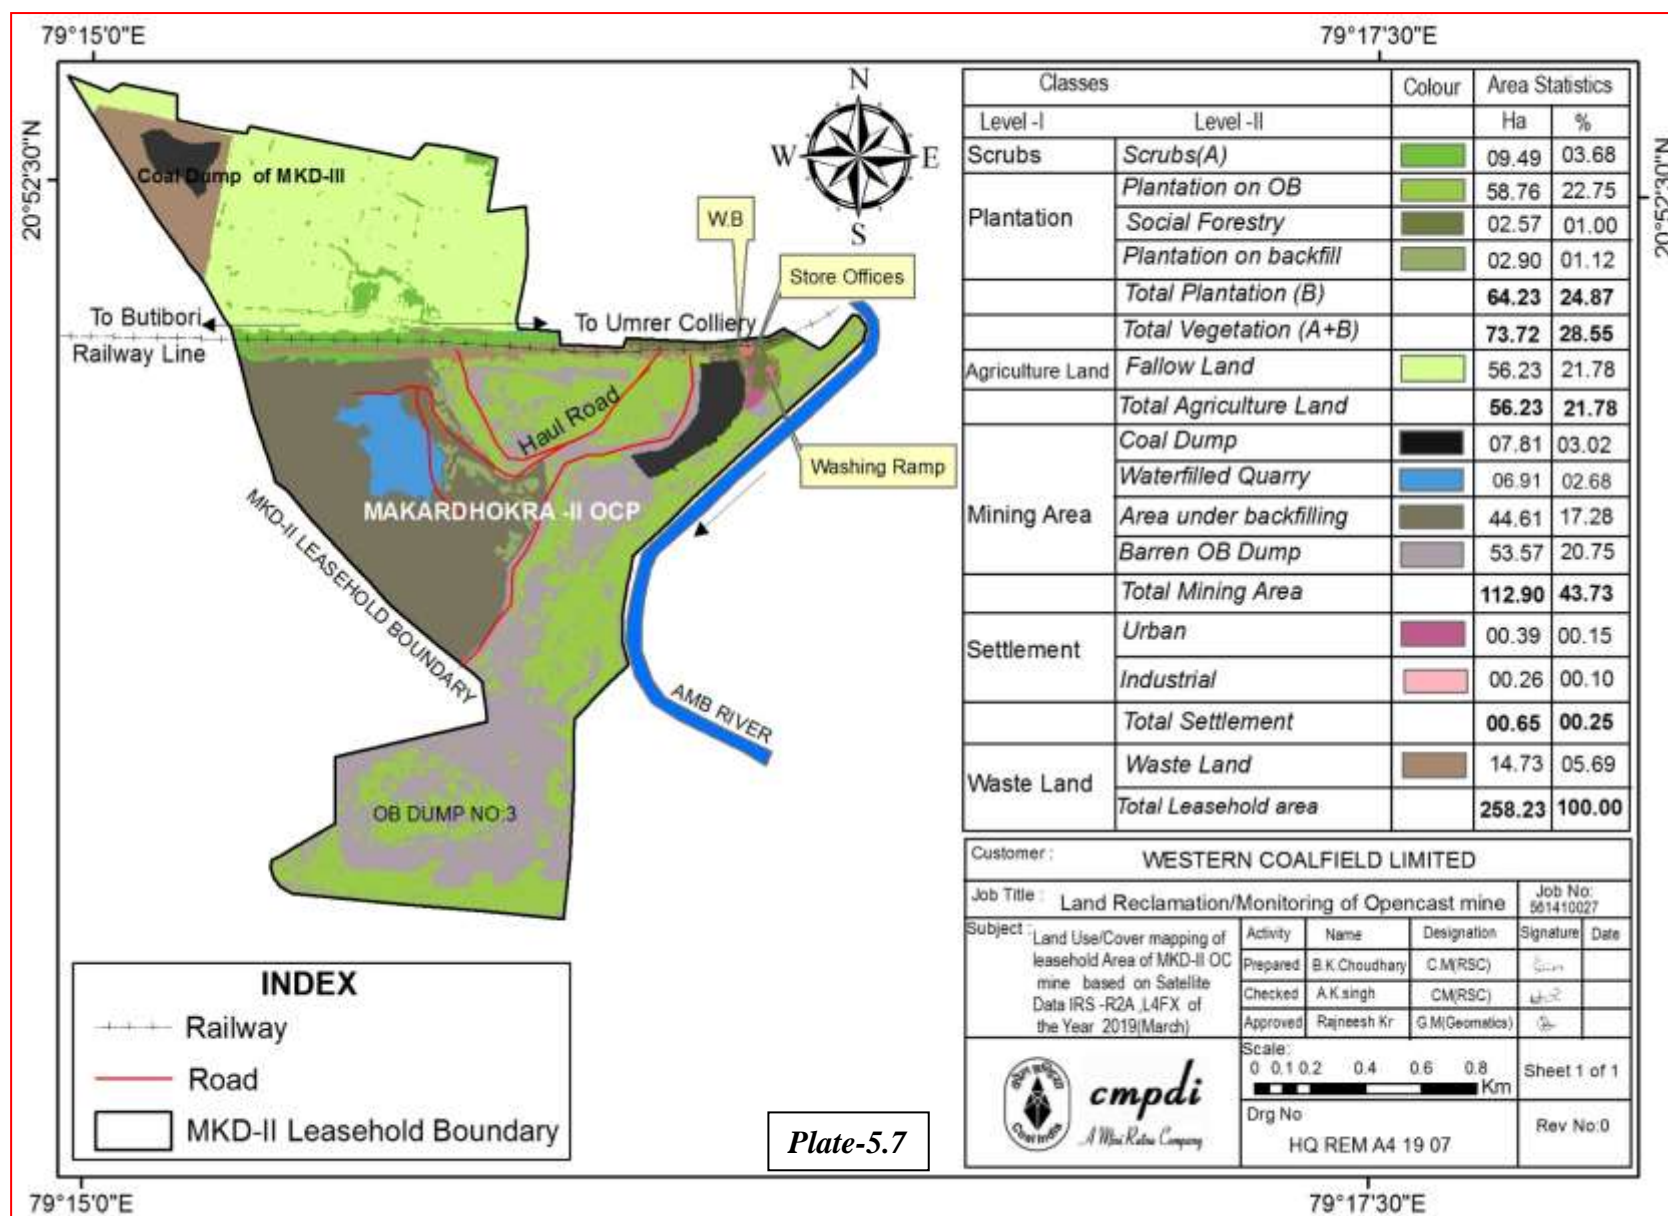 79°15'0"E 79°17'30"E
20°52'30"N
20°52'30"N
N
W E
S
Coal Dump of MKD-III
W.B
Store Offices
To Butibori
To Umrer Colliery
Railway Line
Haul Road
Washing Ramp
MAKARDHOKRA -II OCP
MKD-II LEASEHOLD BOUNDARY
AMB RIVER
OB DUMP NO:3
Classes Colour Area Statistics
Level -I Level -II Ha %
Scrubs Scrubs(A) 09.49 03.68
Plantation
Plantation on OB 58.76 22.75
Social Forestry 02.57 01.00
Plantation on backfill 02.90 01.12
Total Plantation (B) 64.23 24.87
Total Vegetation (A+B) 73.72 28.55
Agriculture Land Fallow Land 56.23 21.78
Total Agriculture Land 56.23 21.78
Mining Area
Coal Dump 07.81 03.02
Waterfilled Quarry 06.91 02.68
Area under backfilling 44.61 17.28
Barren OB Dump 53.57 20.75
Total Mining Area 112.90 43.73
Settlement
Urban 00.39 00.15
Industrial 00.26 00.10
Total Settlement 00.65 00.25
Waste Land
Waste Land 14.73 05.69
Total Leasehold area 258.23 100.00
Customer : WESTERN COALFIELD LIMITED
Job Title : Land Reclamation/Monitoring of Opencast mine
Job No:
561410027
Subject :
Land Use/Cover mapping of
leasehold Area of MKD-II OC
mine based on Satellite
Data IRS -R2A ,L4FX of
the Year 2019(March)
Activity Name Designation Signature Date
Prepared B.K.Choudhary C.M(RSC)
Checked A.K.singh CM(RSC)
Approved Rajneesh Kr G.M(Geomatics)
Coal India
cmpdi
A Mini Ratna Company
Scale:
0 0.1 0.2 0.4 0.6 0.8
Km
Sheet 1 of 1
Drg No
HQ REM A4 19 07
Rev No:0
INDEX
Railway
Road
MKD-II Leasehold Boundary
Plate-5.7
79°15'0"E 79°17'30"E